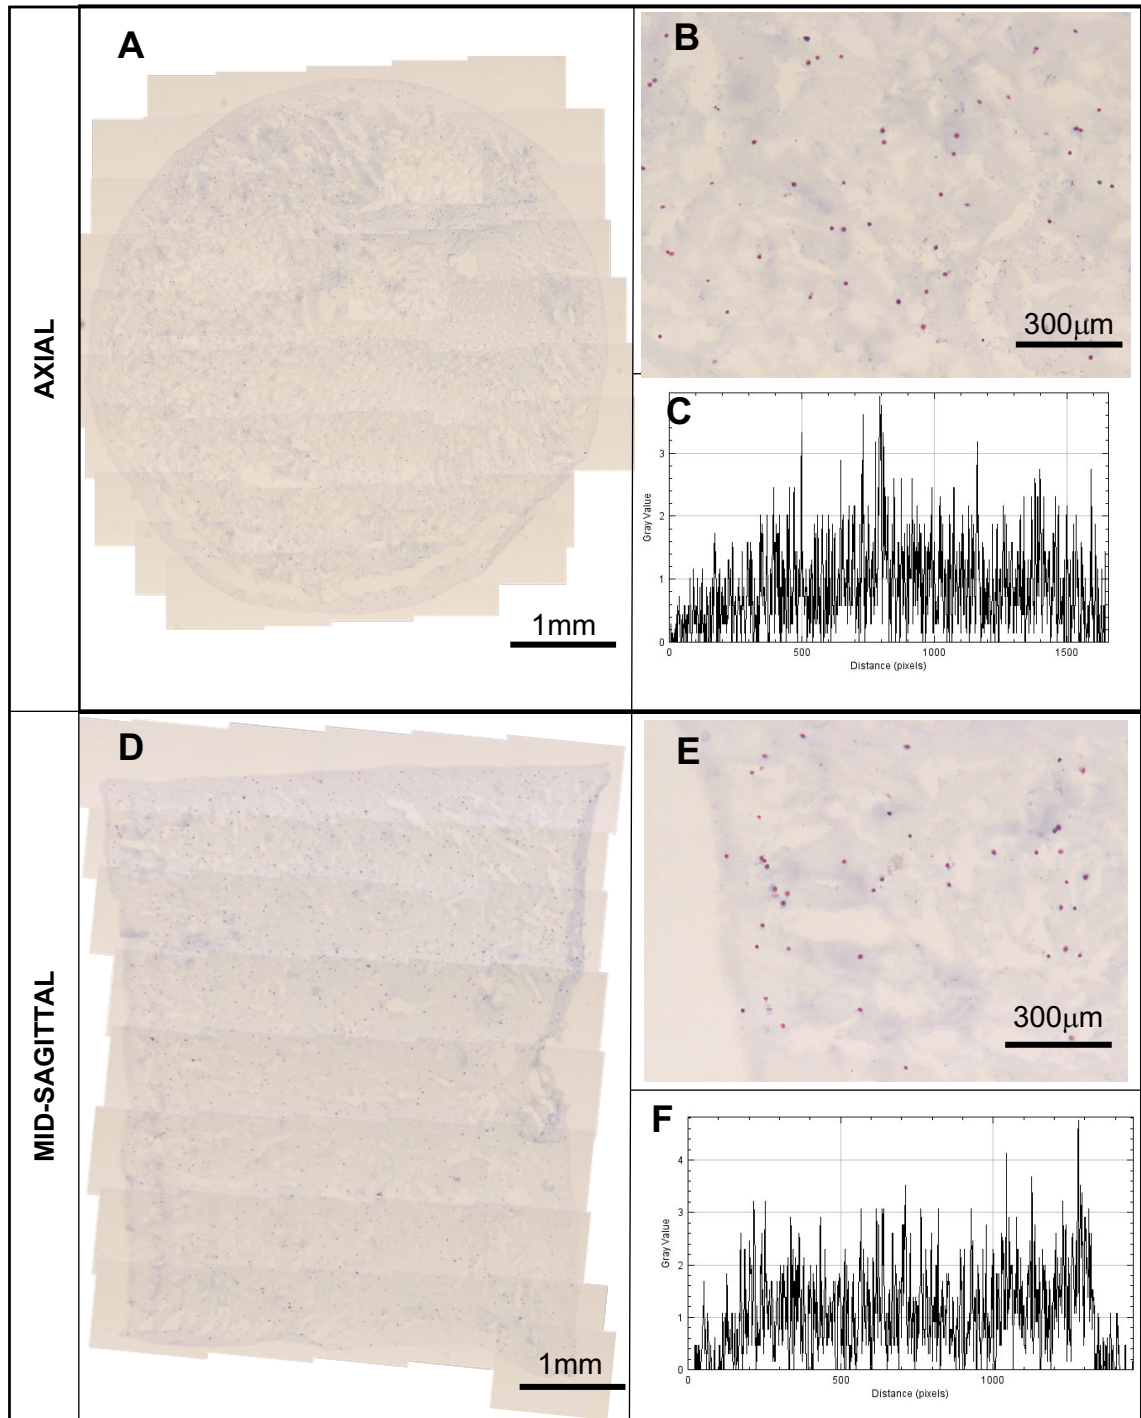 AXIAL
A
1mm
B
300μm
C
Gray Value
3
2
1
0
0 500 1000 1500
Distance (pixels)
MID-SAGITTAL
D
1mm
E
300μm
F
Gray Value
4
3
2
1
0
0 500 1000
Distance (pixels)